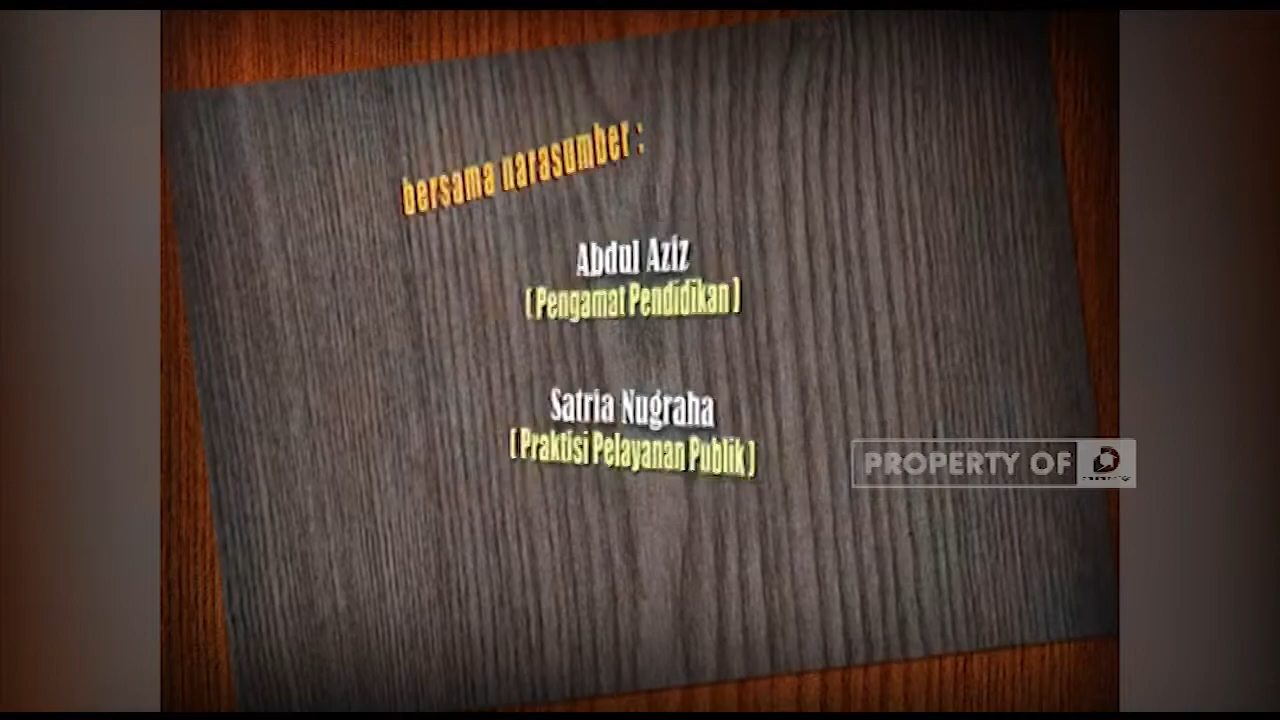 bersama narasumber :
Abdul Aziz
( Pengamat Pendidikan )
Satria Nugraha
( Praktisi Pelayanan Publik )
PROPERTY OF